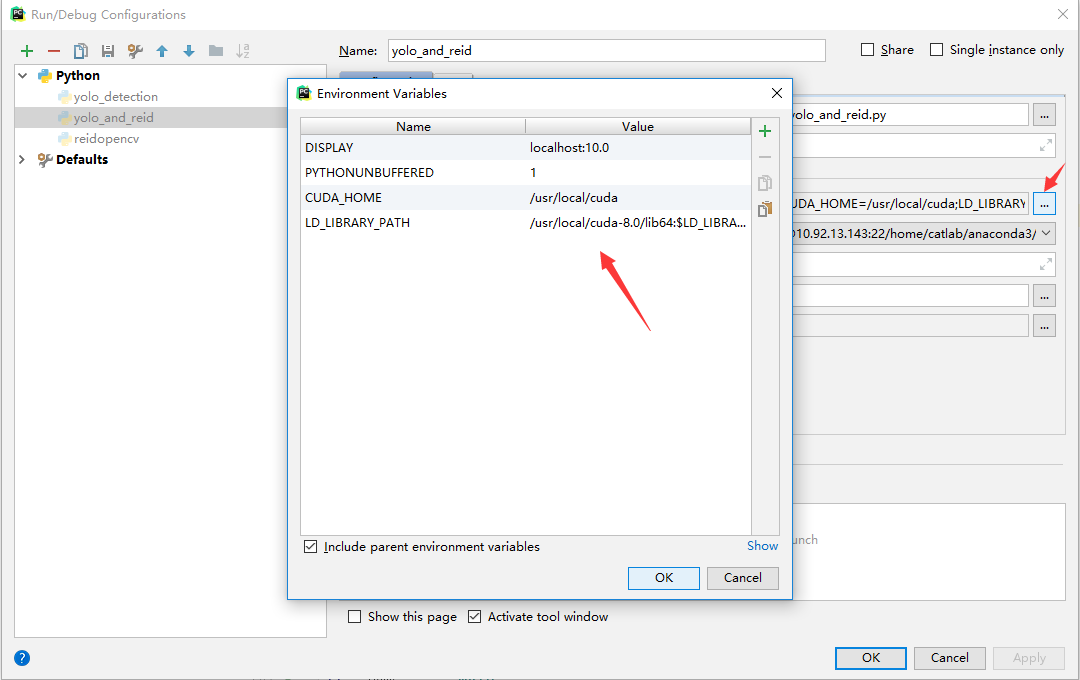 Run/Debug Configurations
Name: yolo_and_reid Share Single instance only
Python
yolo_detection
yolo_and_reid
reidopencv
Defaults
Environment Variables
Name Value
DISPLAY localhost:10.0
PYTHONUNBUFFERED 1
CUDA_HOME /usr/local/cuda
LD_LIBRARY_PATH /usr/local/cuda-8.0/lib64:$LD_LIBRA...
Include parent environment variables Show
OK Cancel
yolo_and_reid.py ...
UDA_HOME=/usr/local/cuda;LD_LIBRARY ...
10.92.13.143:22/home/catlab/anaconda3/
...
...
unch
Show this page Activate tool window
? OK Cancel Apply